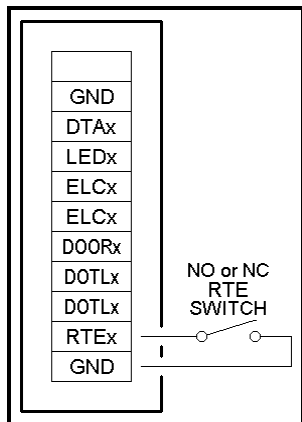 GND
DTAx
LEDx
ELCx
ELCx
DOORx
DOTLx
DOTLx
RTEx
GND
NO or NC
RTE
SWITCH